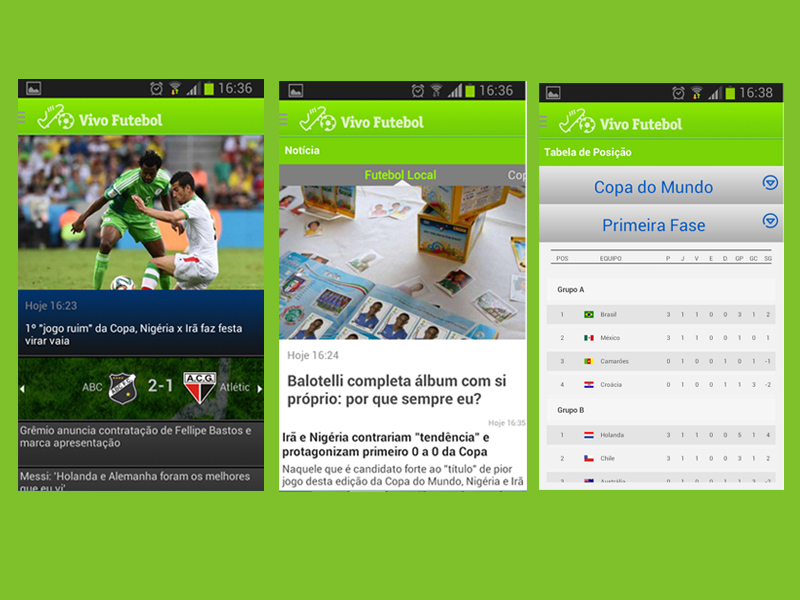 16:36
Vivo Futebol
Hoje 16:23
1º "jogo ruim" da Copa, Nigéria x Irã faz festa
virar vaia
ABC 2-1 Atlétic
ABC F.C.
A.C.G.
Grêmio anuncia contratação de Fellipe Bastos e
marca apresentação
Messi: 'Holanda e Alemanha foram os melhores
que eu vi'
16:36
Vivo Futebol
Notícia
Futebol Local Cop
Hoje 16:24
Balotelli completa álbum com si
próprio: por que sempre eu?
Hoje 16:35
Irã e Nigéria contrariam "tendência" e
protagonizam primeiro 0 a 0 da Copa
Naquele que é candidato forte ao "título" de pior
jogo desta edição da Copa do Mundo, Nigéria e Irã
16:38
Vivo Futebol
Tabela de Posição
Copa do Mundo
Primeira Fase
POS EQUIPO P J V E D GP GC SG
Grupo A
1 Brasil 3 1 1 0 0 3 1 2
2 México 3 1 1 0 0 1 0 1
3 Camarões 0 1 0 0 1 0 1 -1
4 Croácia 0 1 0 0 1 1 3 -2
Grupo B
1 Holanda 3 1 1 0 0 5 1 4
2 Chile 3 1 1 0 0 3 1 2
3 Austrália 0 1 0 0 1 1 3 -2